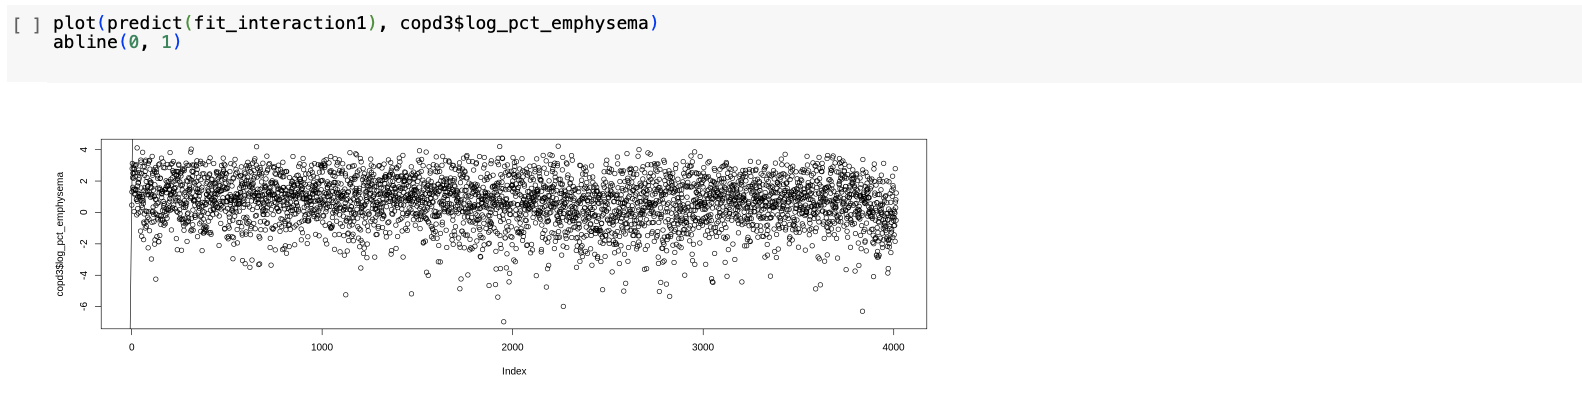 [ ] plot(predict(fit_interaction1), copd3$log_pct_emphysema)
abline(0, 1)
4
2
0
-2
-4
-6
copd3$log_pct_emphysema
0 1000 2000 3000 4000
Index